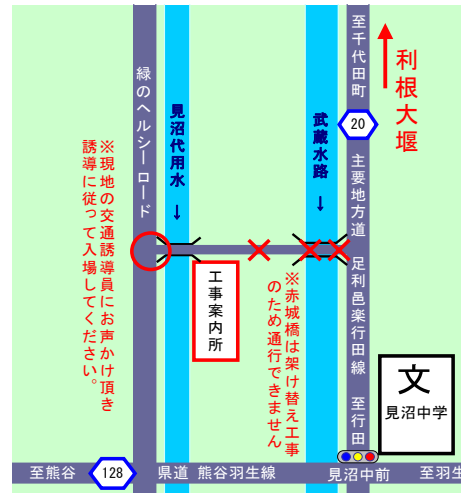 至千代田町
利根大堰
20
主要地方道 足利邑楽行田線 至行田
武蔵水路 ↓
見沼代用水 ↓
緑のヘルシーロード
※現地の交通誘導員にお声かけ頂き
誘導に従って入場してください。
工事案内所
※赤城橋は架け替え工事
のため通行できません
文
見沼中学
至熊谷
128
県道 熊谷羽生線
見沼中前
至羽生